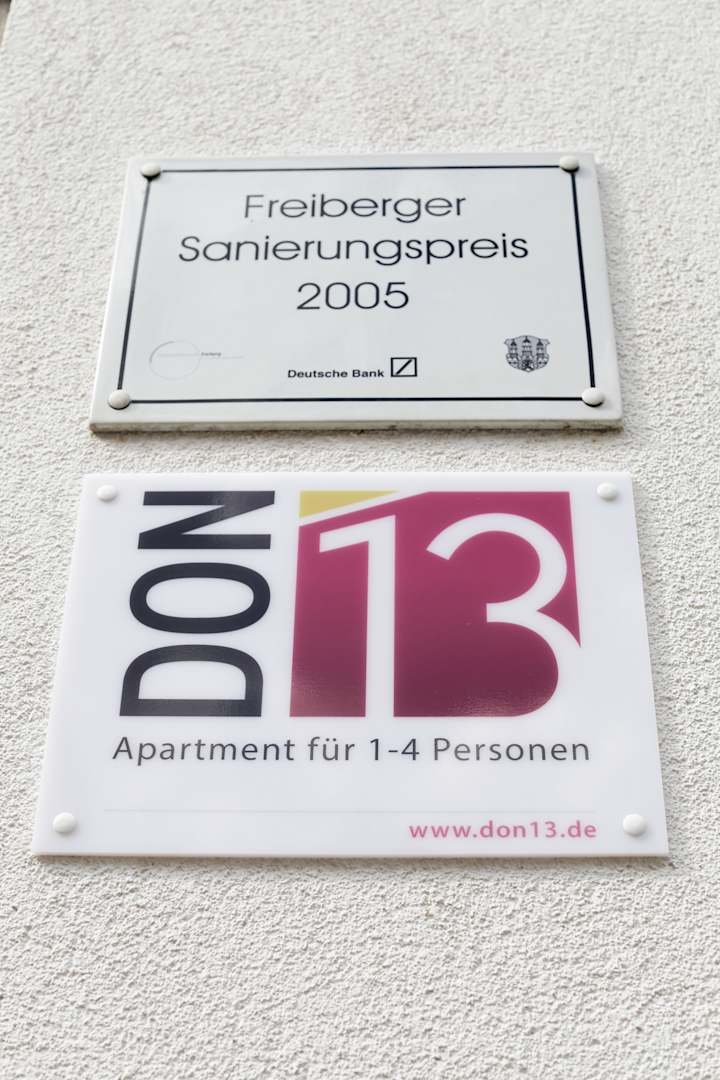 Freiberger
Sanierungspreis
2005
Deutsche Bank
DON
13
Apartment für 1-4 Personen
www.don13.de